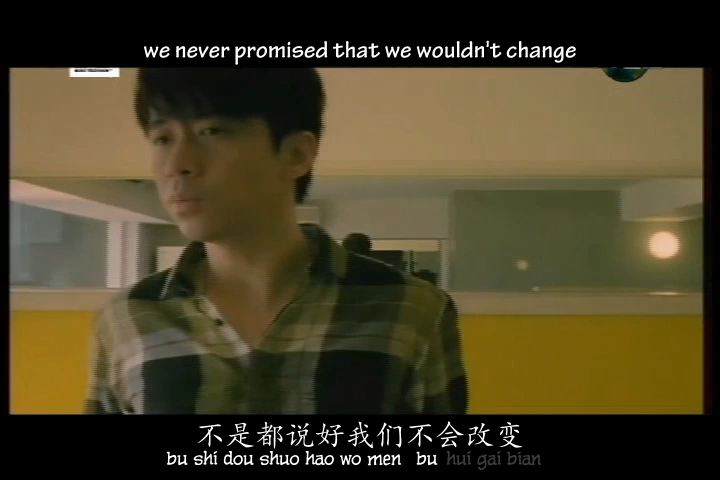 we never promised that we wouldn't change
不是都说好我们不会改变
bu shi dou shuo hao wo men bu hui gai bian